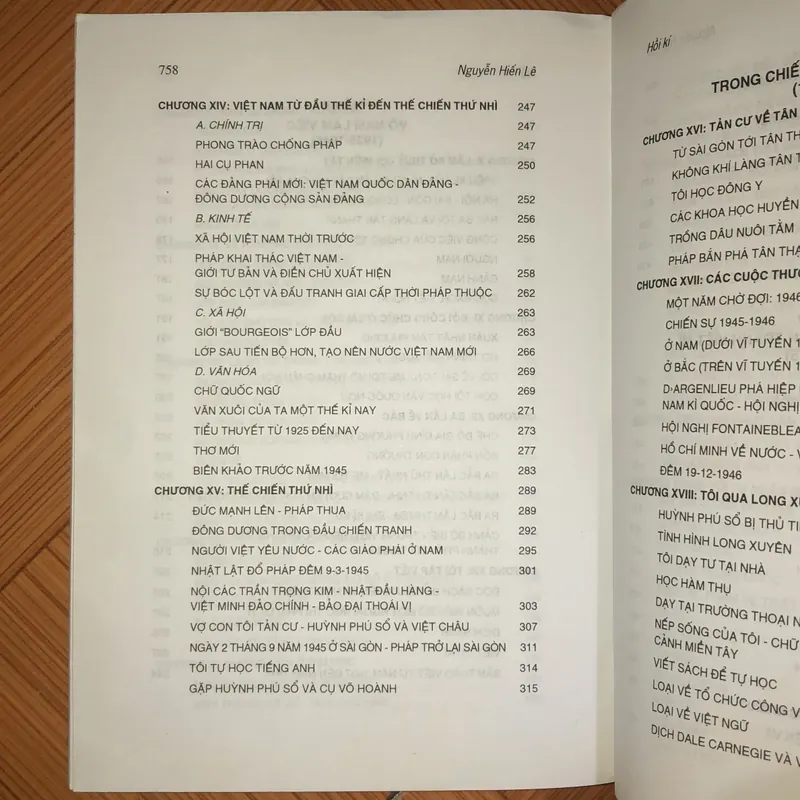 758
Nguyễn Hiến Lê
CHƯƠNG XIV: VIỆT NAM TỪ ĐẦU THẾ KỈ ĐẾN THẾ CHIẾN THỨ NHÌ 247
A. CHÍNH TRỊ 247
PHONG TRÀO CHỐNG PHÁP 247
HAI CỤ PHAN 250
CÁC ĐẢNG PHÁI MỚI: VIỆT NAM QUỐC DÂN ĐẢNG -
ĐÔNG DƯƠNG CỘNG SẢN ĐẢNG 252
B. KINH TẾ 256
XÃ HỘI VIỆT NAM THỜI TRƯỚC 256
PHÁP KHAI THÁC VIỆT NAM -
GIỚI TƯ BẢN VÀ ĐIỀN CHỦ XUẤT HIỆN 258
SỰ BÓC LỘT VÀ ĐẤU TRANH GIAI CẤP THỜI PHÁP THUỘC 262
C. XÃ HỘI 263
GIỚI "BOURGEOIS" LỚP ĐẦU 263
LỚP SAU TIẾN BỘ HƠN, TẠO NÊN NƯỚC VIỆT NAM MỚI 266
D. VĂN HÓA 269
CHỮ QUỐC NGỮ 269
VĂN XUÔI CỦA TA MỘT THẾ KỈ NAY 271
TIỂU THUYẾT TỪ 1925 ĐẾN NAY 273
THƠ MỚI 277
BIÊN KHẢO TRƯỚC NĂM 1945 283
CHƯƠNG XV: THẾ CHIẾN THỨ NHÌ 289
ĐỨC MẠNH LÊN - PHÁP THUA 289
ĐÔNG DƯƠNG TRONG ĐẦU CHIẾN TRANH 292
NGƯỜI VIỆT YÊU NƯỚC - CÁC GIÁO PHÁI Ở NAM 295
NHẬT LẬT ĐỔ PHÁP ĐÊM 9-3-1945 301
NỘI CÁC TRẦN TRỌNG KIM - NHẬT ĐẦU HÀNG -
VIỆT MINH ĐẢO CHÍNH - BẢO ĐẠI THOÁI VỊ 303
VỢ CON TÔI TẢN CƯ - HUỲNH PHÚ SỔ VÀ VIỆT CHÂU 307
NGÀY 2 THÁNG 9 NĂM 1945 Ở SÀI GÒN - PHÁP TRỞ LẠI SÀI GÒN 311
TÔI TỰ HỌC TIẾNG ANH 314
GẶP HUỲNH PHÚ SỔ VÀ CỤ VÕ HOÀNH 315
Hồi kí
TRONG CHIẾ
CHƯƠNG XVI: TẢN CƯ VỀ TÂN
TỪ SÀI GÒN TỚI TÂN TH
KHÔNG KHÍ LÀNG TÂN T
TÔI HỌC ĐÔNG Y
CÁC KHOA HỌC HUYỀN
TRỒNG DÂU NUÔI TẰM
PHÁP BẮN PHÁ TÂN THẠ
CHƯƠNG XVII: CÁC CUỘC THƯƠ
MỘT NĂM CHỜ ĐỢI: 1946
CHIẾN SỰ 1945-1946
Ở NAM (DƯỚI VĨ TUYẾN 1
Ở BẮC (TRÊN VĨ TUYẾN 1
D'ARGENLIEU PHÁ HIỆP
NAM KÌ QUỐC - HỘI NGHỊ
HỘI NGHỊ FONTAINEBLEA
HỒ CHÍ MINH VỀ NƯỚC - V
ĐÊM 19-12-1946
CHƯƠNG XVIII: TÔI QUA LONG XU
HUỲNH PHÚ SỔ BỊ THỦ TI
TÌNH HÌNH LONG XUYÊN
TÔI DẠY TƯ TẠI NHÀ
HỌC HÀM THỤ
DẠY TẠI TRƯỜNG THOẠI N
NẾP SỐNG CỦA TÔI - CHỮ
CẢNH MIỀN TÂY
VIẾT SÁCH ĐỂ TỰ HỌC
LOẠI VỀ TỔ CHỨC CÔNG V
LOẠI VỀ VIỆT NGỮ
DỊCH DALE CARNEGIE VÀ V